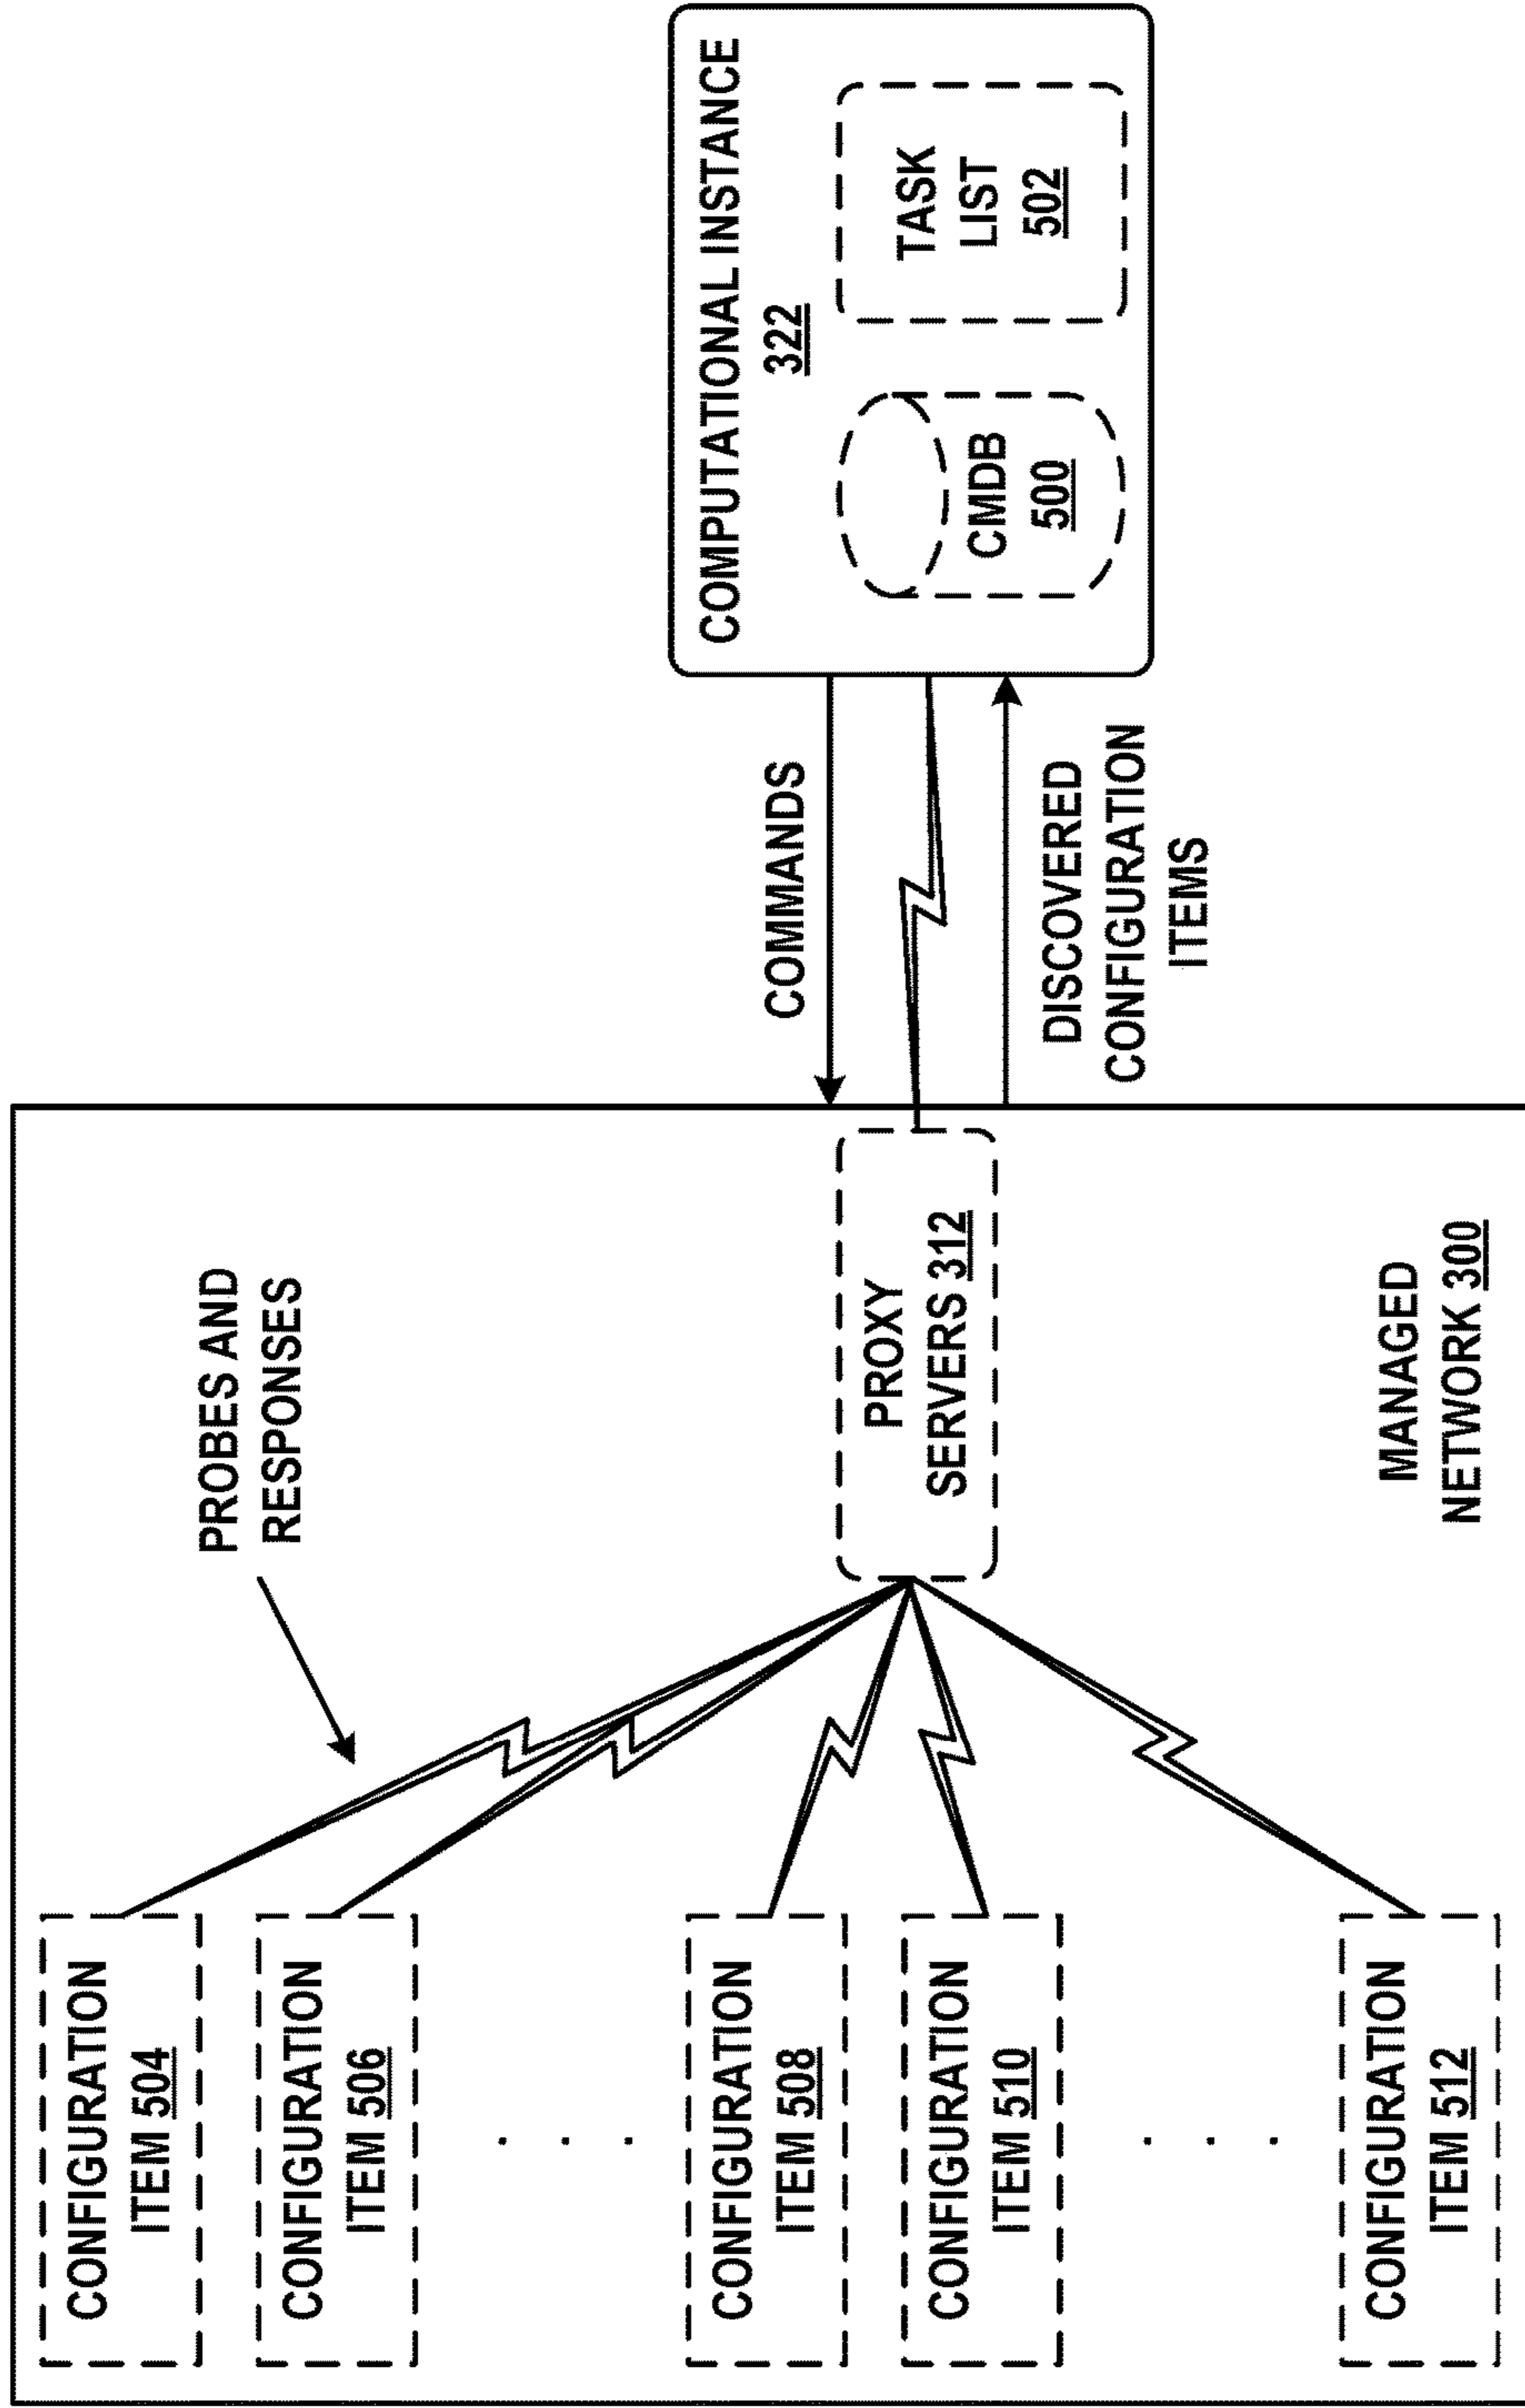 CONFIGURATION
ITEM 504
CONFIGURATION
ITEM 506
. . .
CONFIGURATION
ITEM 508
CONFIGURATION
ITEM 510
. . .
CONFIGURATION
ITEM 512
PROBES AND
RESPONSES
PROXY
SERVERS 312
MANAGED
NETWORK 300
COMMANDS
DISCOVERED
CONFIGURATION
ITEMS
COMPUTATIONAL INSTANCE
322
CMDB
500
TASK
LIST
502